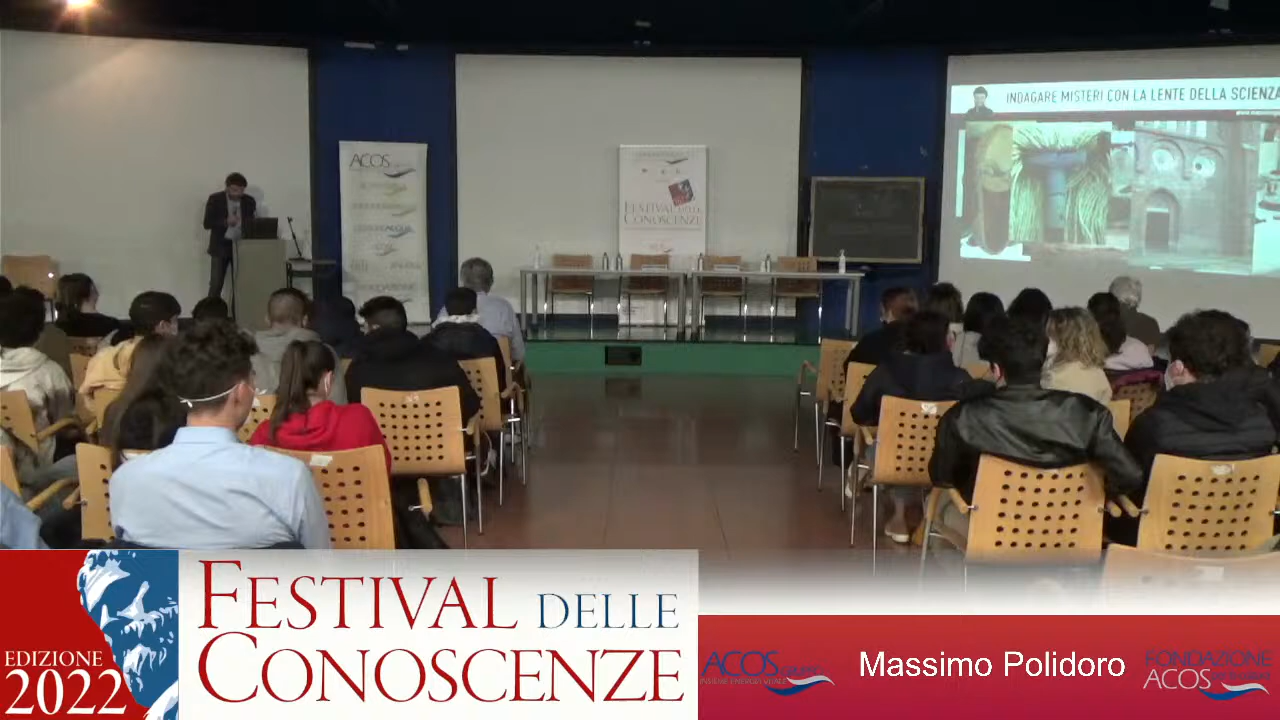 INDAGARE MISTERI CON LA LENTE DELLA SCIENZA
ACOS
FESTIVAL DELLE
CONOSCENZE
FESTIVAL DELLE
CONOSCENZE
EDIZIONE
2022
ACOS
Massimo Polidoro
FONDAZIONE
ACOS